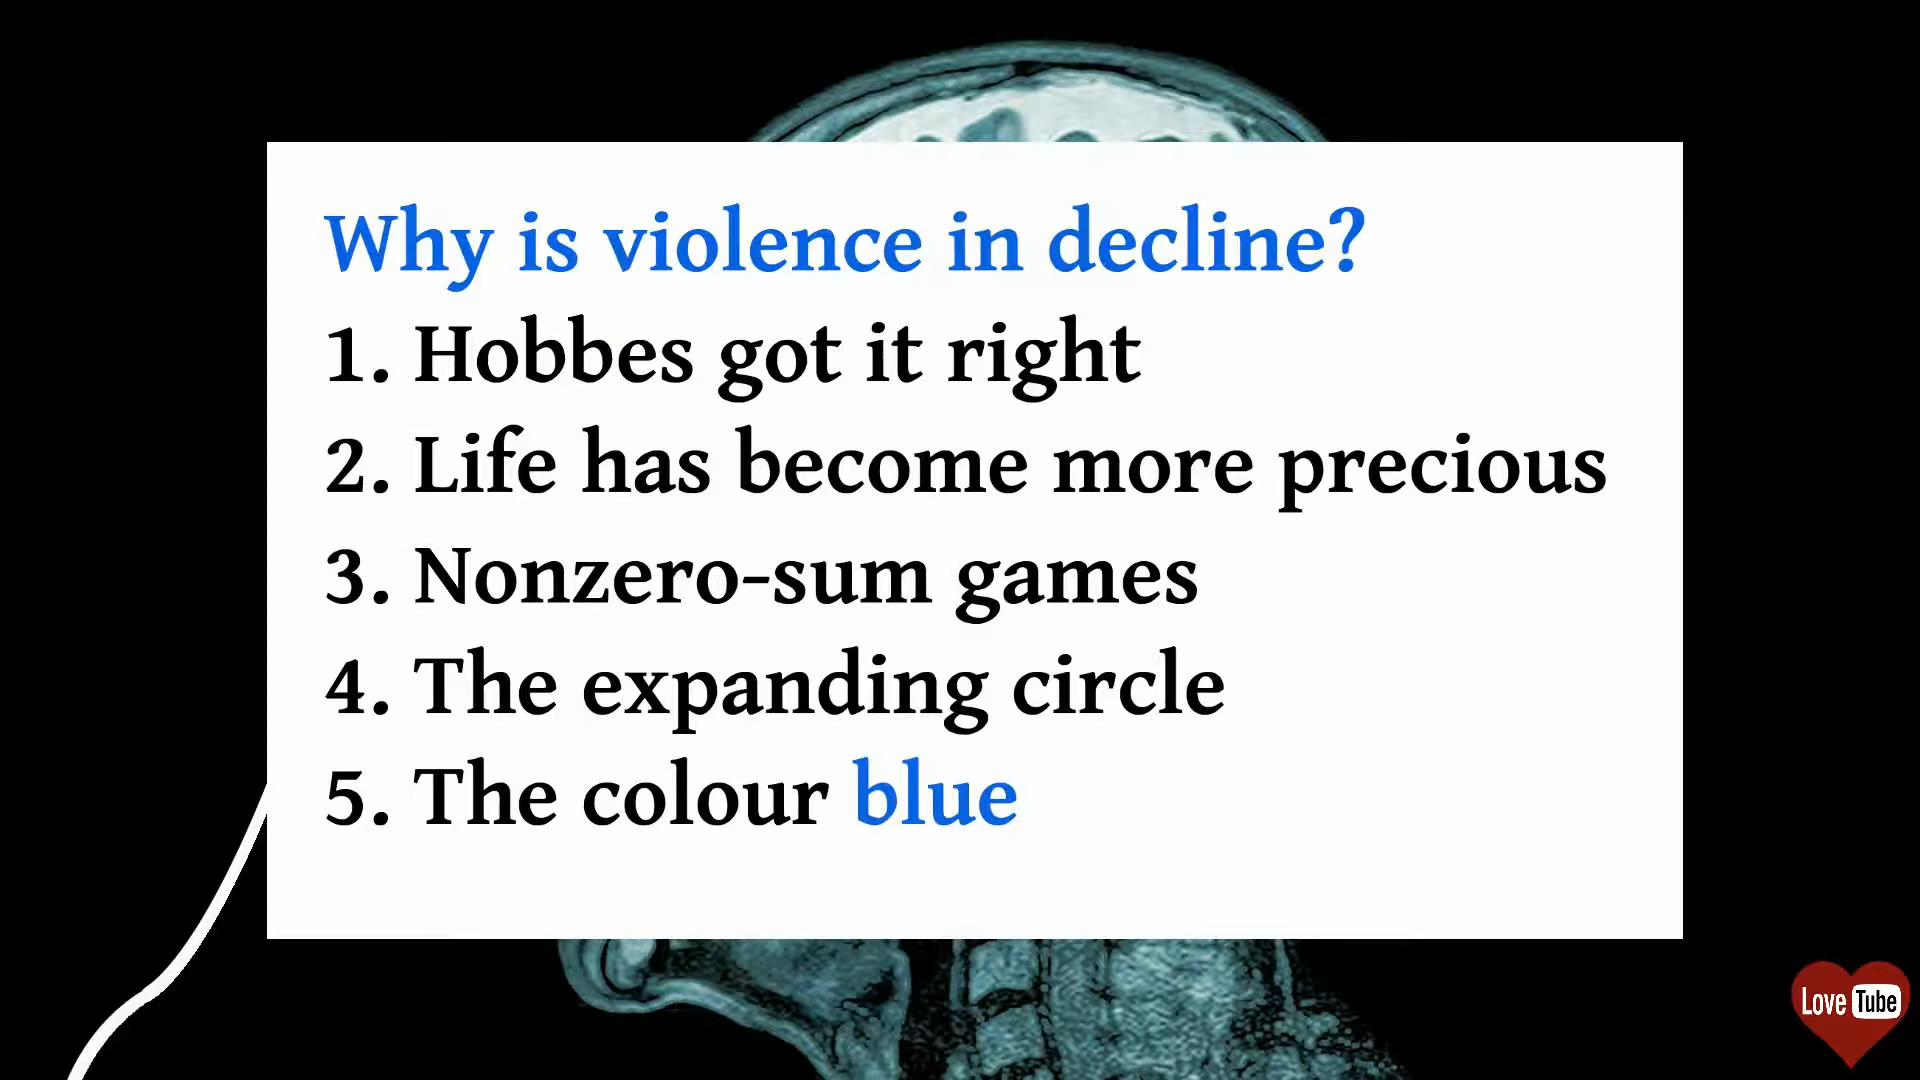 Why is violence in decline?
1. Hobbes got it right
2. Life has become more precious
3. Nonzero-sum games
4. The expanding circle
5. The colour blue
Love Tube